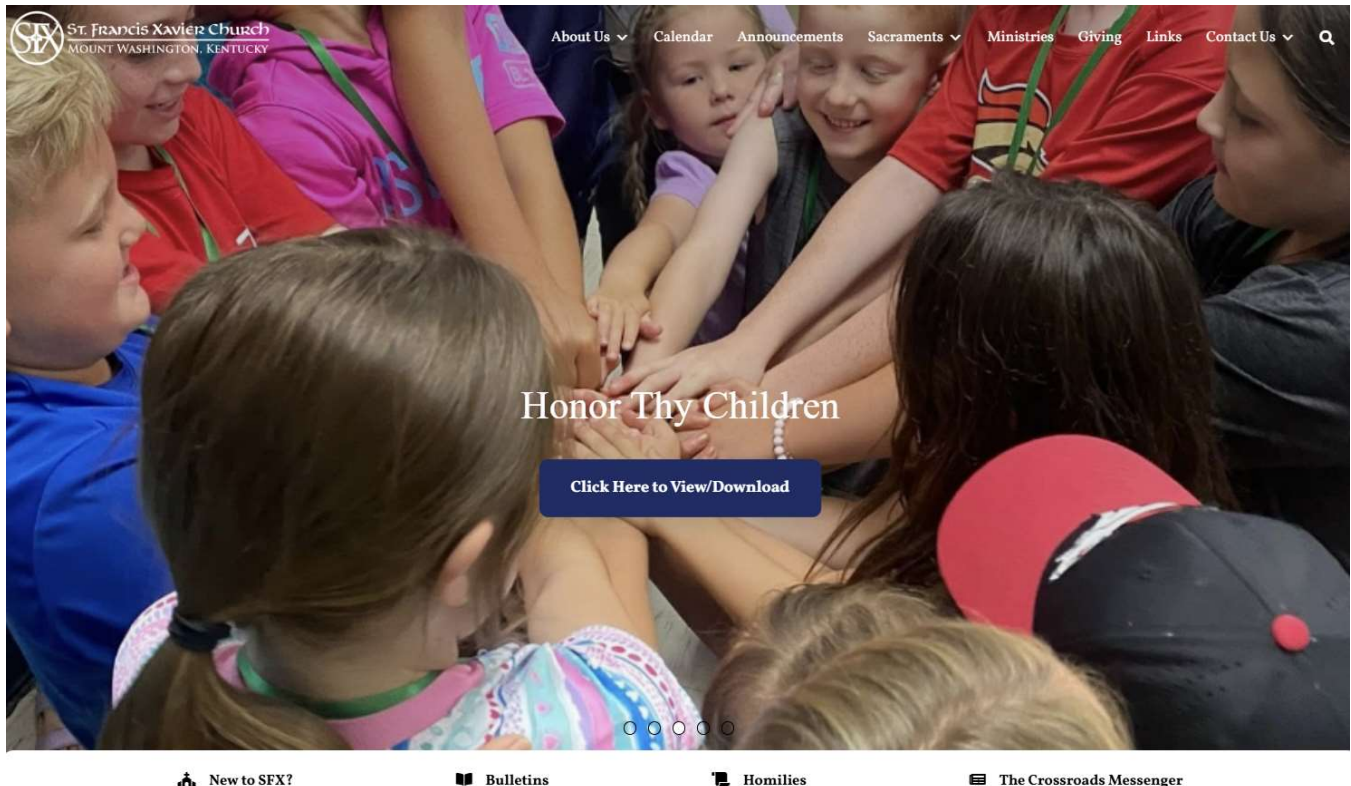 SFX St. Francis Xavier Church
Mount Washington, Kentucky
About Us Calendar Announcements Sacraments Ministries Giving Links Contact Us
Honor Thy Children
Click Here to View/Download
New to SFX? Bulletins Homilies The Crossroads Messenger